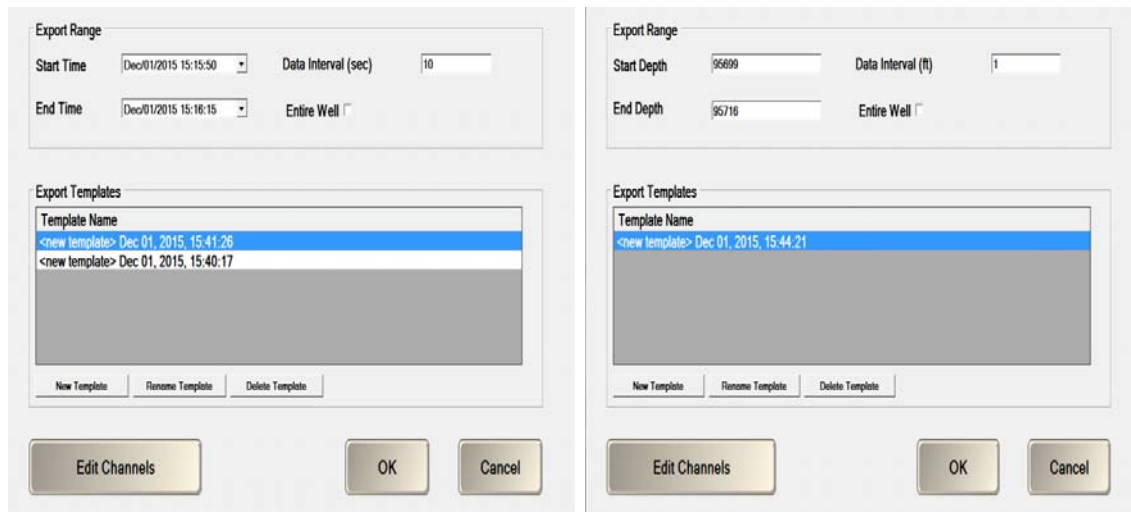 Export Range
Start Time Dec/01/2015 15:15:50 Data Interval (sec) 10
End Time Dec/01/2015 15:16:15 Entire Well
Export Templates
Template Name
<new template> Dec 01, 2015, 15:41:26
<new template> Dec 01, 2015, 15:40:17
New Template Rename Template Delete Template
Edit Channels OK Cancel
Export Range
Start Depth 95699 Data Interval (ft) 1
End Depth 95716 Entire Well
Export Templates
Template Name
<new template> Dec 01, 2015, 15:44:21
New Template Rename Template Delete Template
Edit Channels OK Cancel